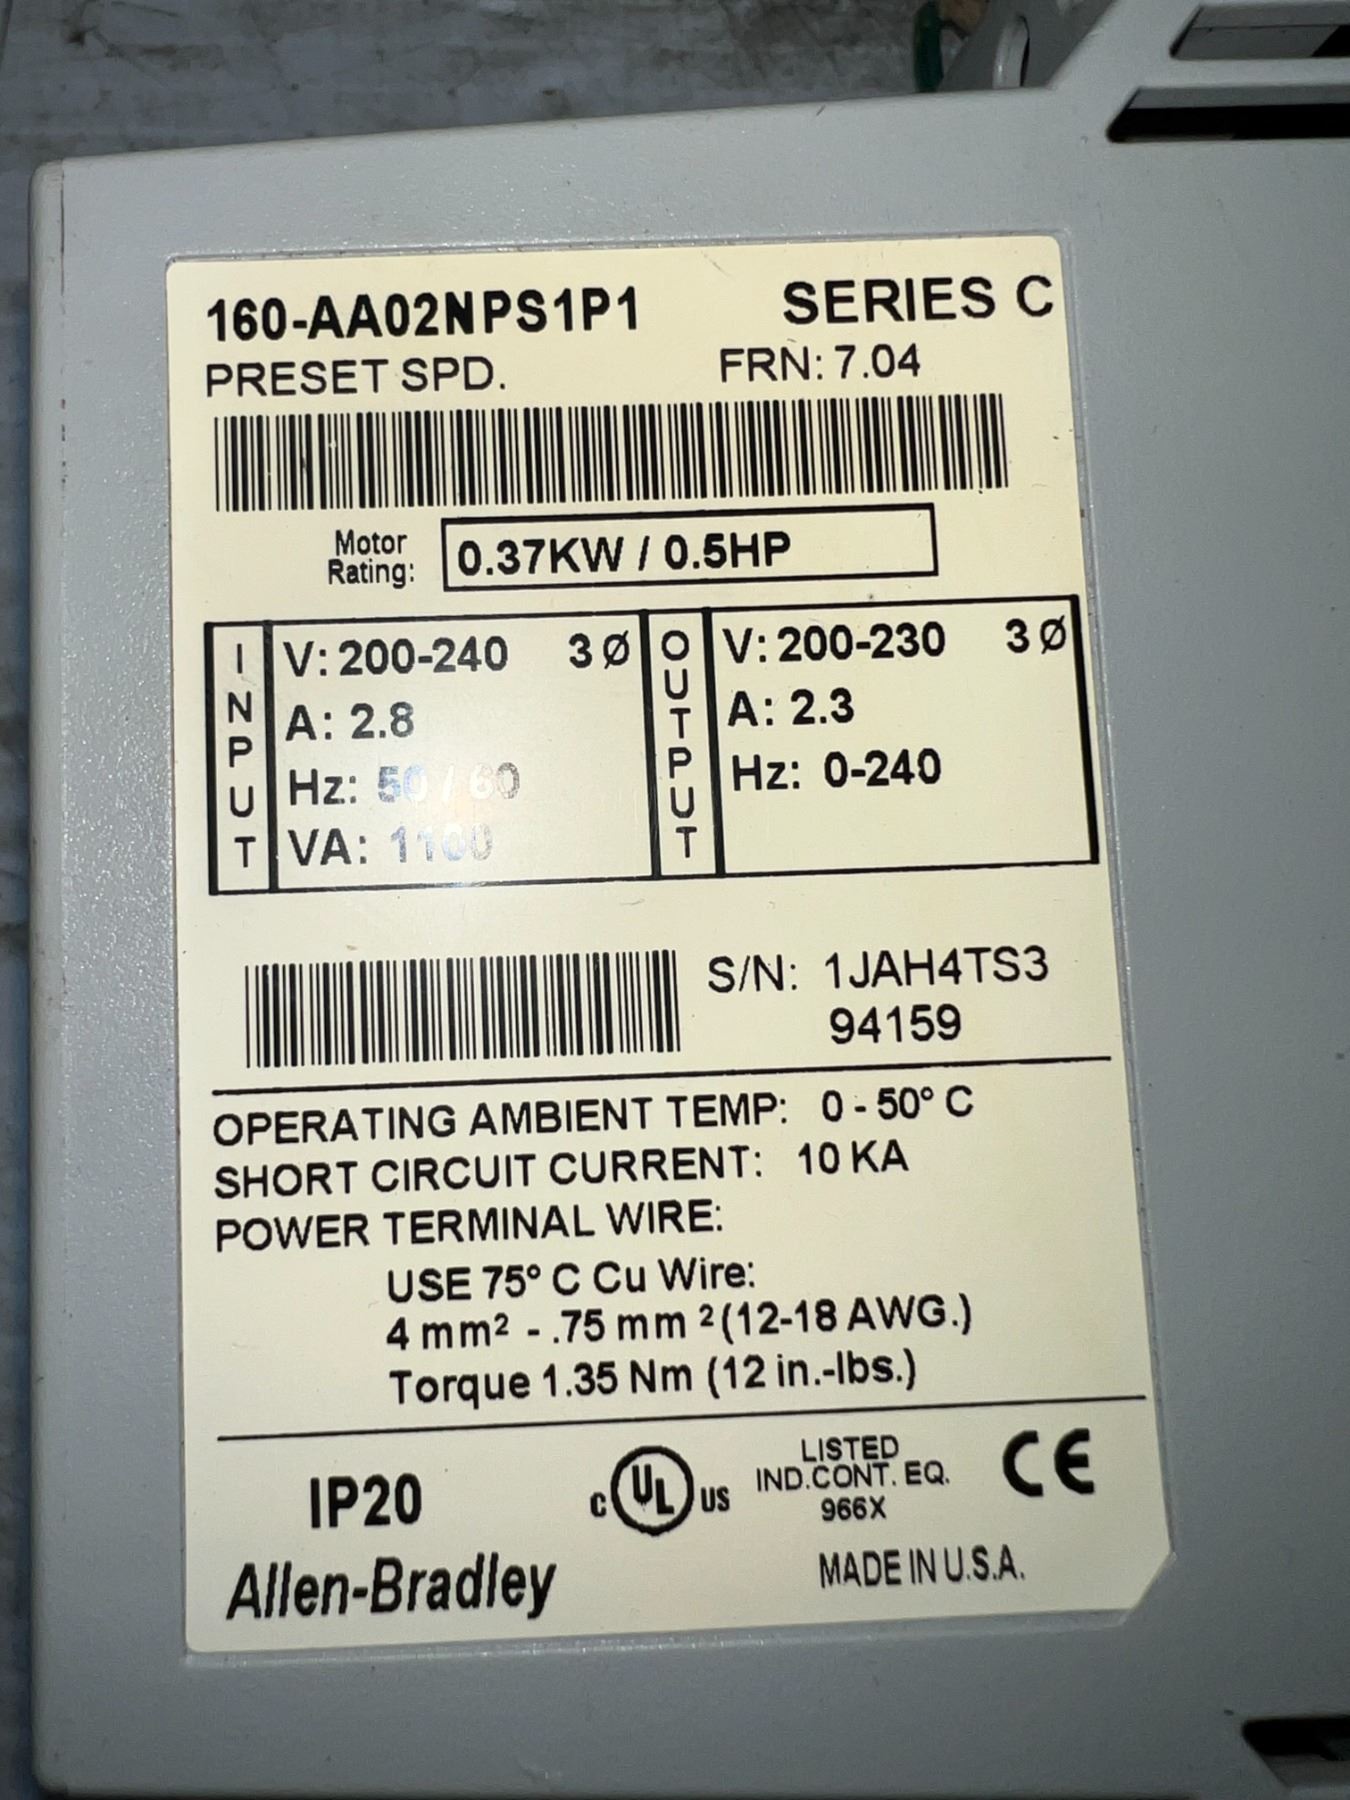 160-AA02NPS1P1 SERIES C
PRESET SPD. FRN: 7.04
Motor
Rating: 0.37KW / 0.5HP
INPUT
V: 200-240 3Ø
A: 2.8
Hz: 50 / 60
VA: 1100
OUTPUT
V: 200-230 3Ø
A: 2.3
Hz: 0-240
S/N: 1JAH4TS3
94159
OPERATING AMBIENT TEMP: 0 - 50° C
SHORT CIRCUIT CURRENT: 10 KA
POWER TERMINAL WIRE:
USE 75° C Cu Wire:
4 mm² - .75 mm ² (12-18 AWG.)
Torque 1.35 Nm (12 in.-lbs.)
IP20
C UL US
LISTED
IND.CONT. EQ.
966X
CE
Allen-Bradley
MADE IN U.S.A.